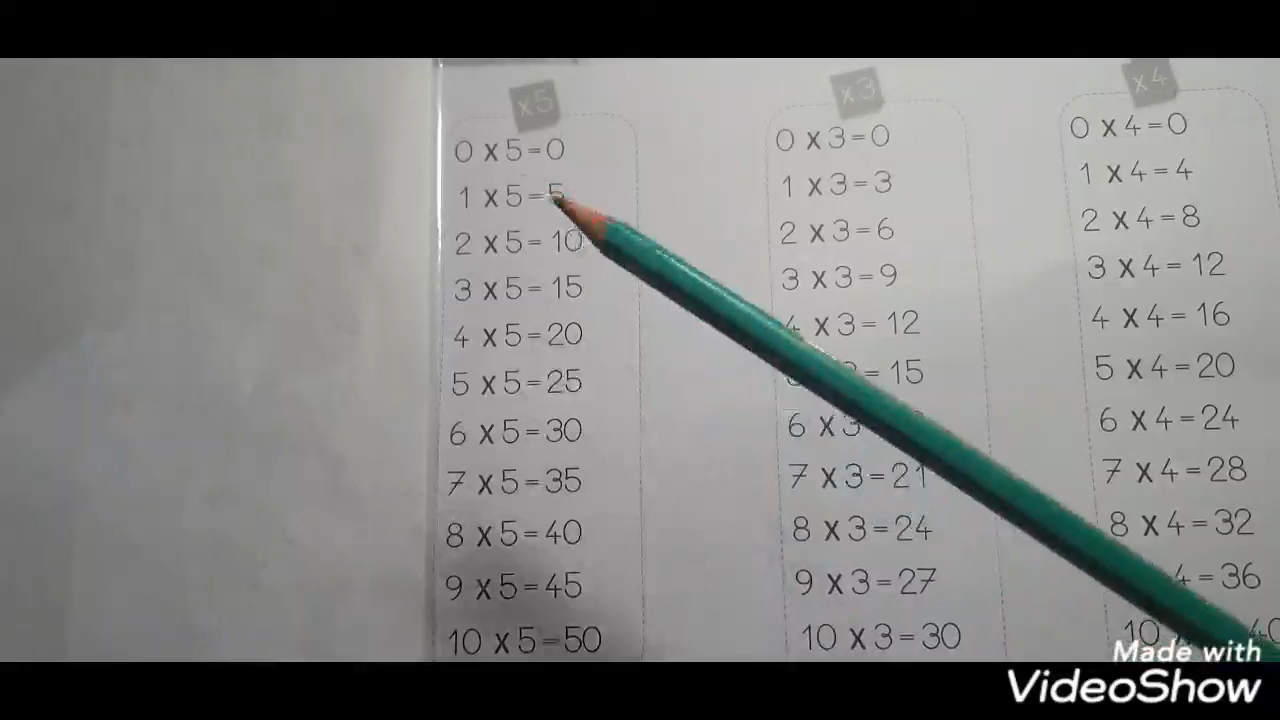 x5
0 x 5 = 0
1 x 5 = 5
2 x 5 = 10
3 x 5 = 15
4 x 5 = 20
5 x 5 = 25
6 x 5 = 30
7 x 5 = 35
8 x 5 = 40
9 x 5 = 45
10 x 5 = 50
x3
0 x 3 = 0
1 x 3 = 3
2 x 3 = 6
3 x 3 = 9
4 x 3 = 12
= 15
6 x 3
7 x 3 = 21
8 x 3 = 24
9 x 3 = 27
10 x 3 = 30
x4
0 x 4 = 0
1 x 4 = 4
2 x 4 = 8
3 x 4 = 12
4 x 4 = 16
5 x 4 = 20
6 x 4 = 24
7 x 4 = 28
8 x 4 = 32
4 = 36
10 40
Made with
VideoShow